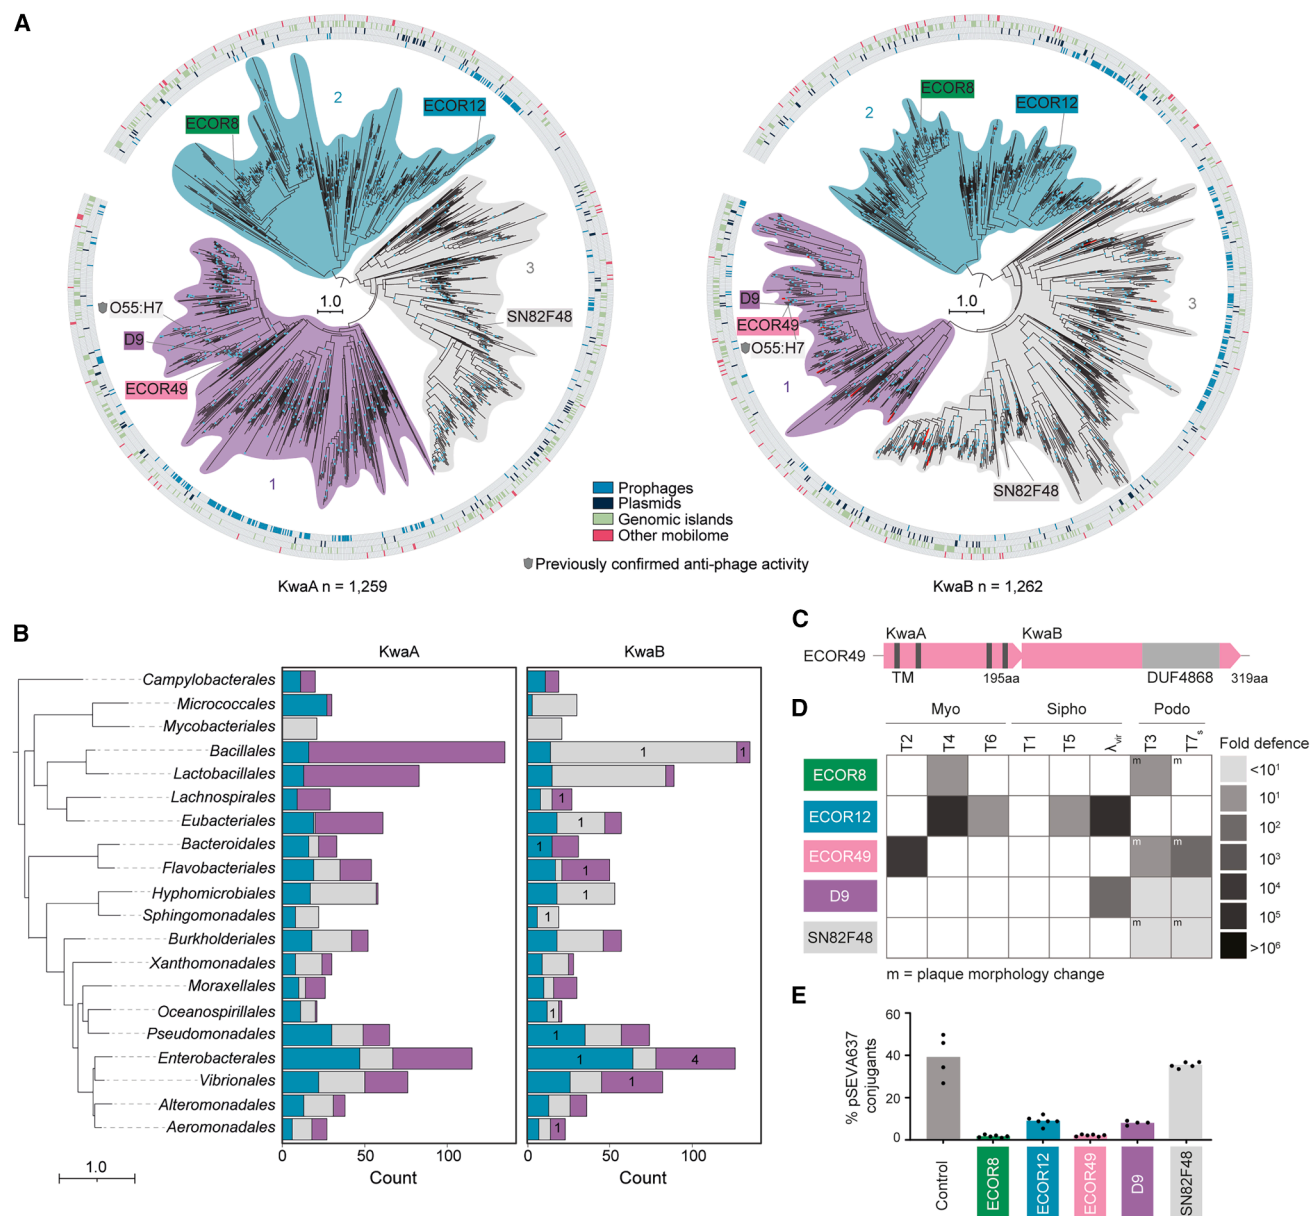 A
2
ECOR8
ECOR12
3
1.0
O55:H7
D9
ECOR49
SN82F48
1
KwaA n = 1,259
2
ECOR8
ECOR12
3
1.0
D9
ECOR49
O55:H7
1
SN82F48
KwaB n = 1,262
Prophages
Plasmids
Genomic islands
Other mobilome
Previously confirmed anti-phage activity
B
KwaA
KwaB
Campylobacterales
Micrococcales
Mycobacteriales
Bacillales 1 1
Lactobacillales
Lachnospirales 1
Eubacteriales 1
Bacteroidales 1
Flavobacteriales 1
Hyphomicrobiales 1
Sphingomonadales 1
Burkholderiales
Xanthomonadales
Moraxellales
Oceanospirillales 1
Pseudomonadales 1
Enterobacterales 1 4
Vibrionales 1
Alteromonadales
Aeromonadales 1
0 50 100
Count
0 50 100
Count
1.0
C
KwaA KwaB
ECOR49
TM 195aa DUF4868 319aa
D
Myo Sipho Podo
T2 T4 T6 T1 T5 λvir T3 T7s
Fold defence
ECOR8 m m
ECOR12
ECOR49 m m
D9
SN82F48 m m
<10¹
10¹
10²
10³
10⁴
10⁵
>10⁶
m = plaque morphology change
E
% pSEVA637
conjugants
60
40
20
0
Control
ECOR8
ECOR12
ECOR49
D9
SN82F48